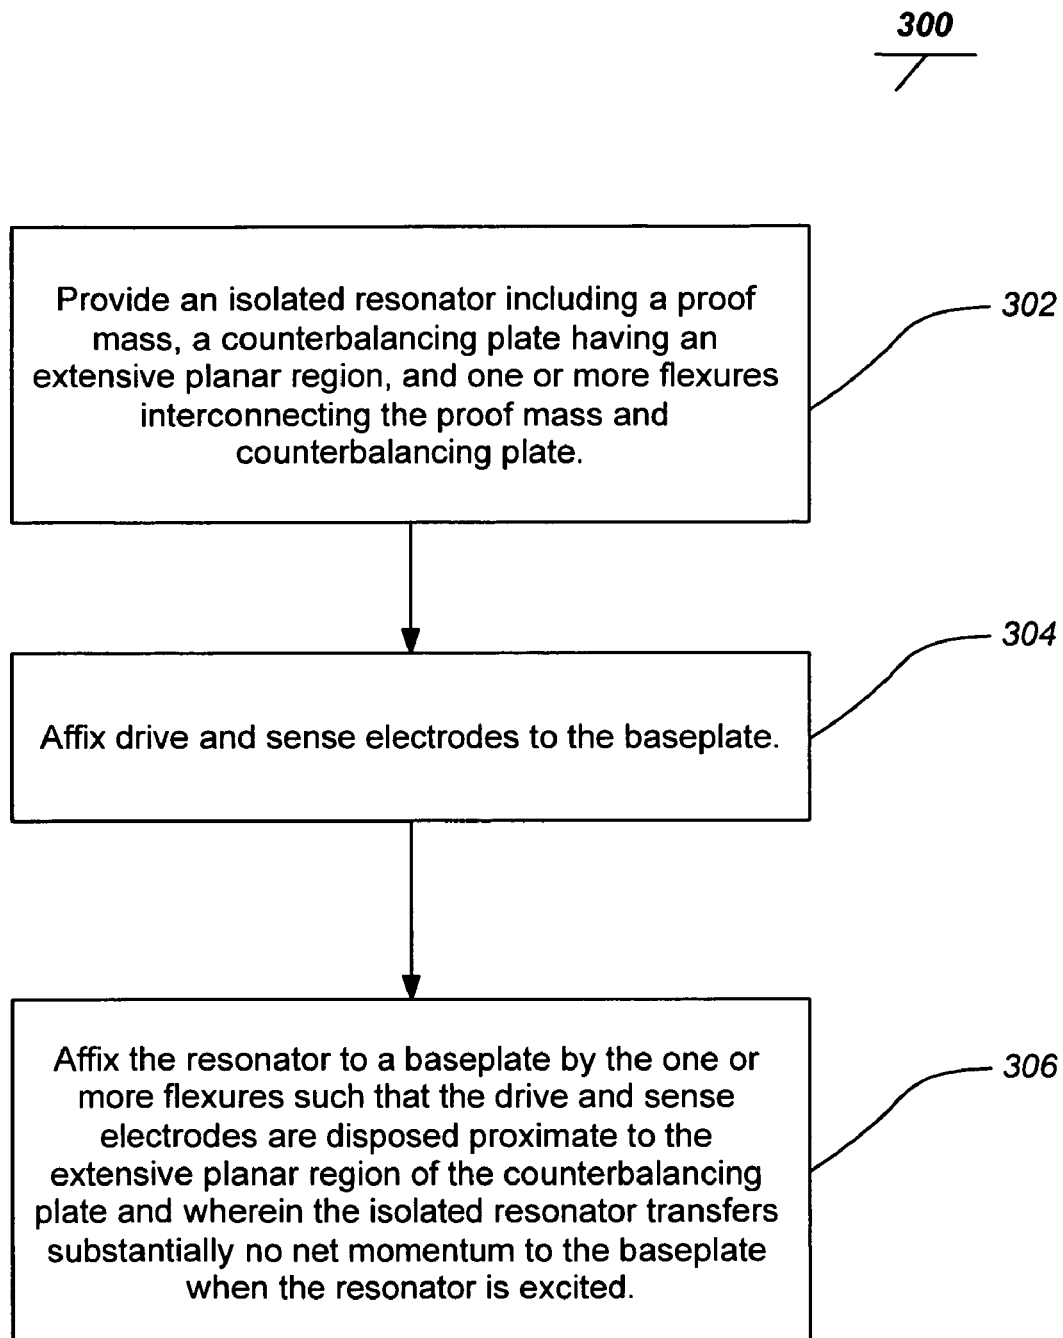 300
Provide an isolated resonator including a proof
mass, a counterbalancing plate having an
extensive planar region, and one or more flexures
interconnecting the proof mass and
counterbalancing plate.
302
304
Affix drive and sense electrodes to the baseplate.
Affix the resonator to a baseplate by the one or
more flexures such that the drive and sense
electrodes are disposed proximate to the
extensive planar region of the counterbalancing
plate and wherein the isolated resonator transfers
substantially no net momentum to the baseplate
when the resonator is excited.
306